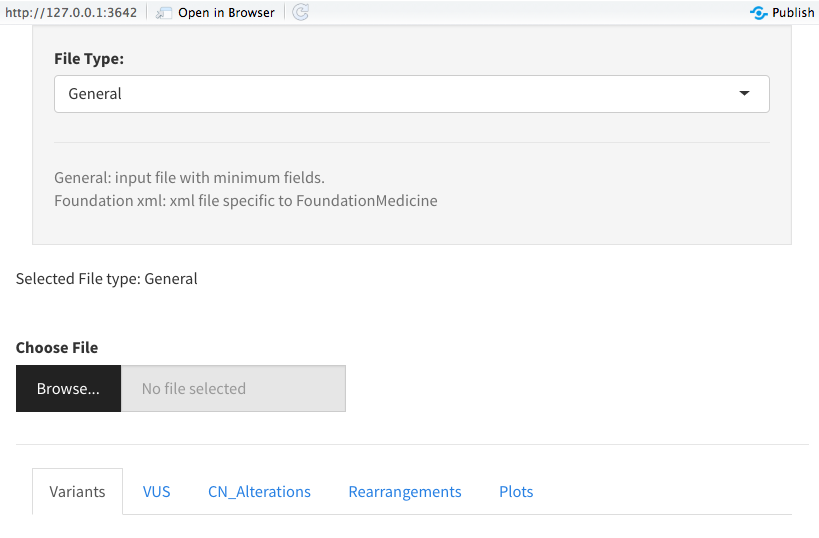 http://127.0.0.1:3642 Open in Browser Publish
File Type:
General
General: input file with minimum fields.
Foundation xml: xml file specific to FoundationMedicine
Selected File type: General
Choose File
Browse... No file selected
Variants VUS CN_Alterations Rearrangements Plots